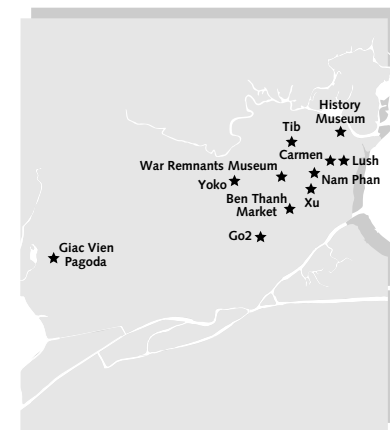 History
Museum
Tib
Carmen
Lush
War Remnants Museum
Nam Phan
Yoko
Xu
Ben Thanh
Market
Go2
Giac Vien
Pagoda